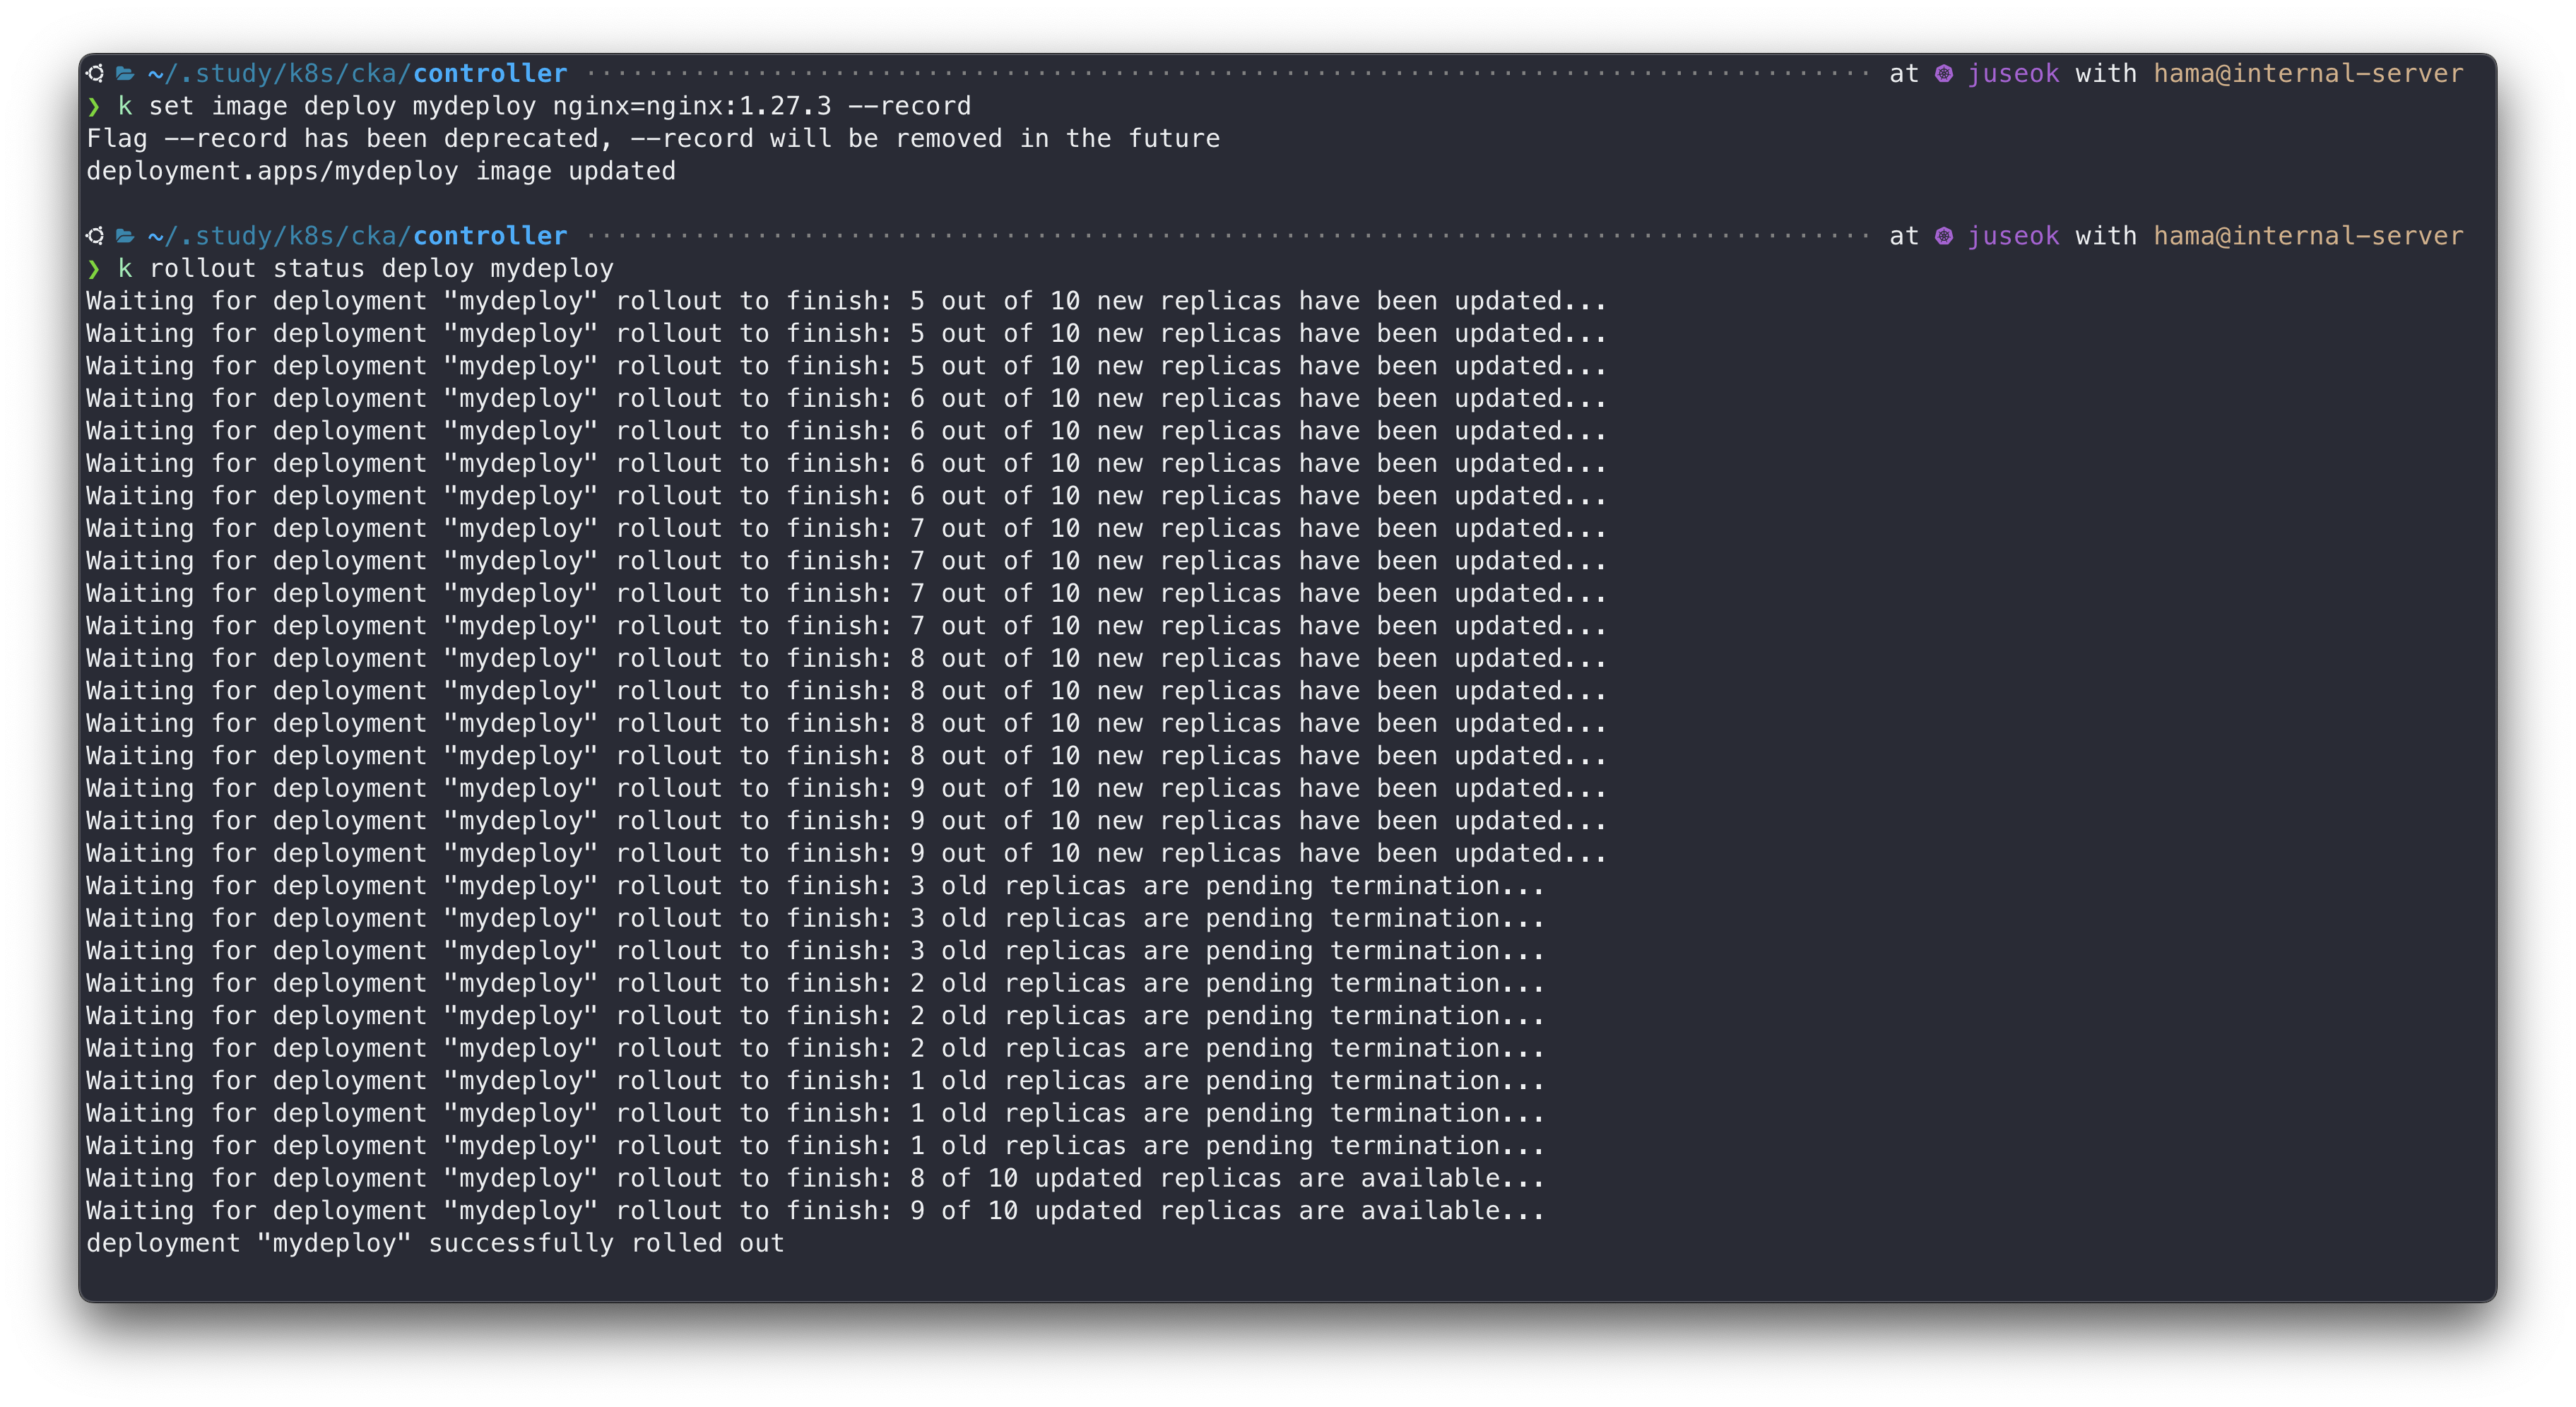 ~/.study/k8s/cka/controller ···················································································· at juseok with hama@internal-server
❯ k set image deploy mydeploy nginx=nginx:1.27.3 --record
Flag --record has been deprecated, --record will be removed in the future
deployment.apps/mydeploy image updated
~/.study/k8s/cka/controller ···················································································· at juseok with hama@internal-server
❯ k rollout status deploy mydeploy
Waiting for deployment "mydeploy" rollout to finish: 5 out of 10 new replicas have been updated...
Waiting for deployment "mydeploy" rollout to finish: 5 out of 10 new replicas have been updated...
Waiting for deployment "mydeploy" rollout to finish: 5 out of 10 new replicas have been updated...
Waiting for deployment "mydeploy" rollout to finish: 6 out of 10 new replicas have been updated...
Waiting for deployment "mydeploy" rollout to finish: 6 out of 10 new replicas have been updated...
Waiting for deployment "mydeploy" rollout to finish: 6 out of 10 new replicas have been updated...
Waiting for deployment "mydeploy" rollout to finish: 6 out of 10 new replicas have been updated...
Waiting for deployment "mydeploy" rollout to finish: 7 out of 10 new replicas have been updated...
Waiting for deployment "mydeploy" rollout to finish: 7 out of 10 new replicas have been updated...
Waiting for deployment "mydeploy" rollout to finish: 7 out of 10 new replicas have been updated...
Waiting for deployment "mydeploy" rollout to finish: 7 out of 10 new replicas have been updated...
Waiting for deployment "mydeploy" rollout to finish: 8 out of 10 new replicas have been updated...
Waiting for deployment "mydeploy" rollout to finish: 8 out of 10 new replicas have been updated...
Waiting for deployment "mydeploy" rollout to finish: 8 out of 10 new replicas have been updated...
Waiting for deployment "mydeploy" rollout to finish: 8 out of 10 new replicas have been updated...
Waiting for deployment "mydeploy" rollout to finish: 9 out of 10 new replicas have been updated...
Waiting for deployment "mydeploy" rollout to finish: 9 out of 10 new replicas have been updated...
Waiting for deployment "mydeploy" rollout to finish: 9 out of 10 new replicas have been updated...
Waiting for deployment "mydeploy" rollout to finish: 3 old replicas are pending termination...
Waiting for deployment "mydeploy" rollout to finish: 3 old replicas are pending termination...
Waiting for deployment "mydeploy" rollout to finish: 3 old replicas are pending termination...
Waiting for deployment "mydeploy" rollout to finish: 2 old replicas are pending termination...
Waiting for deployment "mydeploy" rollout to finish: 2 old replicas are pending termination...
Waiting for deployment "mydeploy" rollout to finish: 2 old replicas are pending termination...
Waiting for deployment "mydeploy" rollout to finish: 1 old replicas are pending termination...
Waiting for deployment "mydeploy" rollout to finish: 1 old replicas are pending termination...
Waiting for deployment "mydeploy" rollout to finish: 1 old replicas are pending termination...
Waiting for deployment "mydeploy" rollout to finish: 8 of 10 updated replicas are available...
Waiting for deployment "mydeploy" rollout to finish: 9 of 10 updated replicas are available...
deployment "mydeploy" successfully rolled out